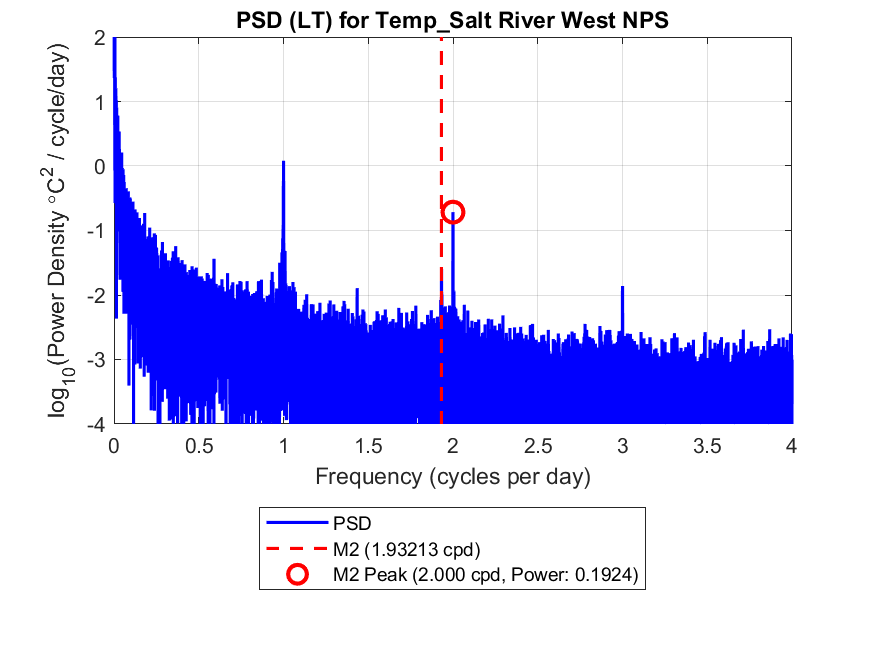 PSD (LT) for Temp_Salt River West NPS
log10(Power Density °C2 / cycle/day)
2
1
0
-1
-2
-3
-4
0 0.5 1 1.5 2 2.5 3 3.5 4
Frequency (cycles per day)
PSD
M2 (1.93213 cpd)
M2 Peak (2.000 cpd, Power: 0.1924)